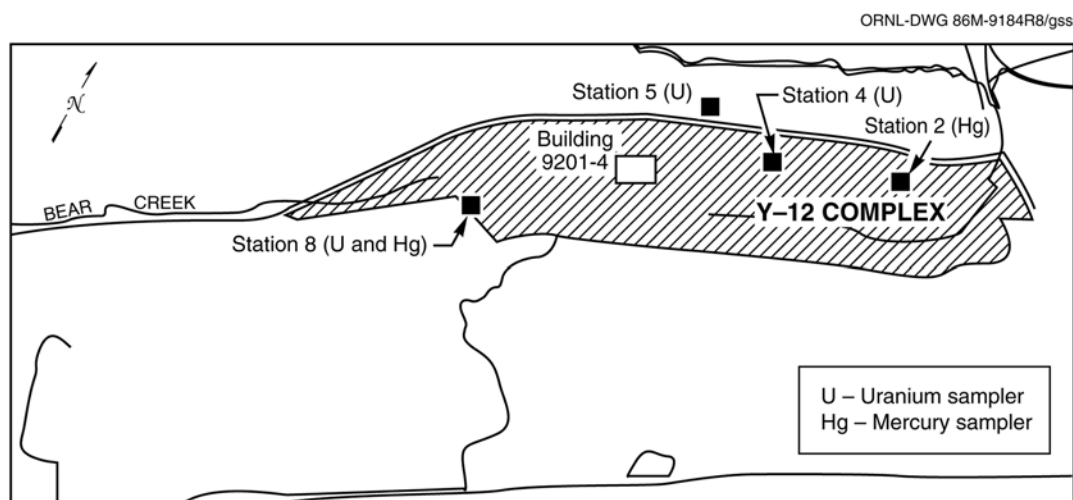 ORNL-DWG 86M-9184R8/gss
N
Station 5 (U)
Station 4 (U)
Station 2 (Hg)
Building
9201-4
BEAR CREEK
Y–12 COMPLEX
Station 8 (U and Hg)
U – Uranium sampler
Hg – Mercury sampler